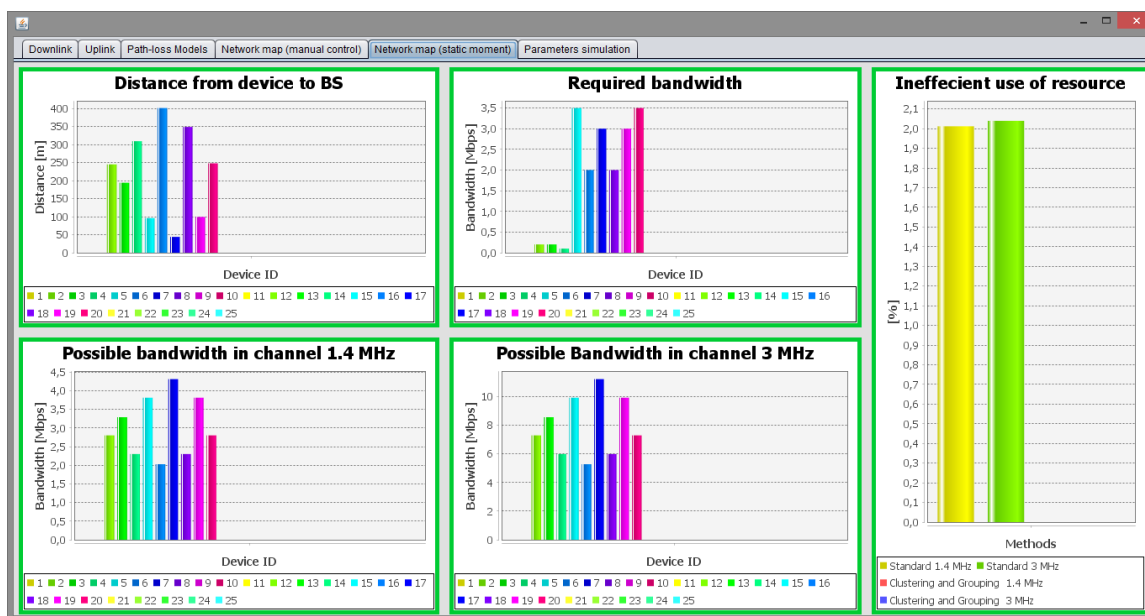 Downlink Uplink Path-loss Models Network map (manual control) Network map (static moment) Parameters simulation
Distance from device to BS
400
350
300
250
200
150
100
50
0
Distance [m]
Device ID
1 2 3 4 5 6 7 8 9 10 11 12 13 14 15 16 17
18 19 20 21 22 23 24 25
Required bandwidth
3,5
3,0
2,5
2,0
1,5
1,0
0,5
0,0
Bandwidth [Mbps]
Device ID
1 2 3 4 5 6 7 8 9 10 11 12 13 14 15 16
17 18 19 20 21 22 23 24 25
Ineffecient use of resource
2,1
2,0
1,9
1,8
1,7
1,6
1,5
1,4
1,3
1,2
1,1
1,0
0,9
0,8
0,7
0,6
0,5
0,4
0,3
0,2
0,1
0,0
[%]
Methods
Standard 1.4 MHz Standard 3 MHz
Clustering and Grouping 1.4 MHz
Clustering and Grouping 3 MHz
Possible bandwidth in channel 1.4 MHz
4,5
4,0
3,5
3,0
2,5
2,0
1,5
1,0
0,5
0,0
Bandwidth [Mbps]
Device ID
1 2 3 4 5 6 7 8 9 10 11 12 13 14 15 16 17
18 19 20 21 22 23 24 25
Possible Bandwidth in channel 3 MHz
10
8
6
4
2
0
Bandwidth [Mbps]
Device ID
1 2 3 4 5 6 7 8 9 10 11 12 13 14 15 16
17 18 19 20 21 22 23 24 25